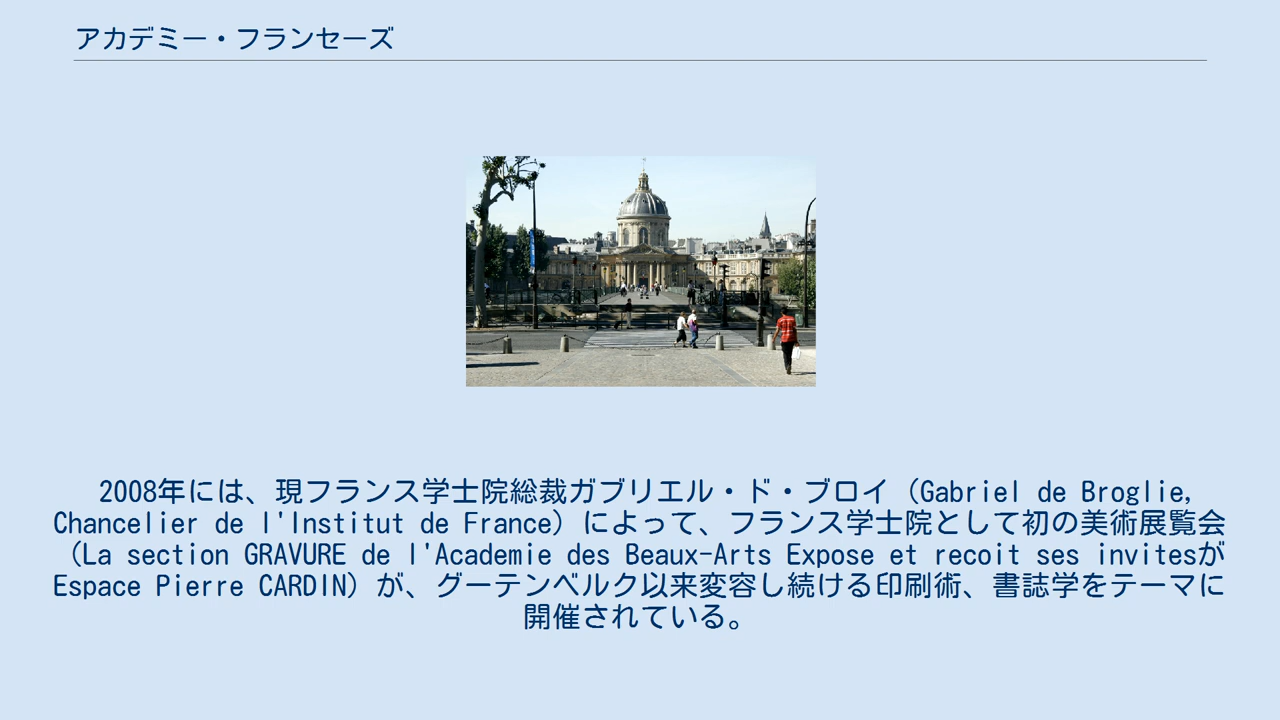 アカデミー・フランセーズ
2008年には、現フランス学士院総裁ガブリエル・ド・ブロイ（Gabriel de Broglie,
Chancelier de l'Institut de France）によって、フランス学士院として初の美術展覧会
（La section GRAVURE de l'Academie des Beaux-Arts Expose et recoit ses invitesが
Espace Pierre CARDIN）が、グーテンベルク以来変容し続ける印刷術、書誌学をテーマに
開催されている。